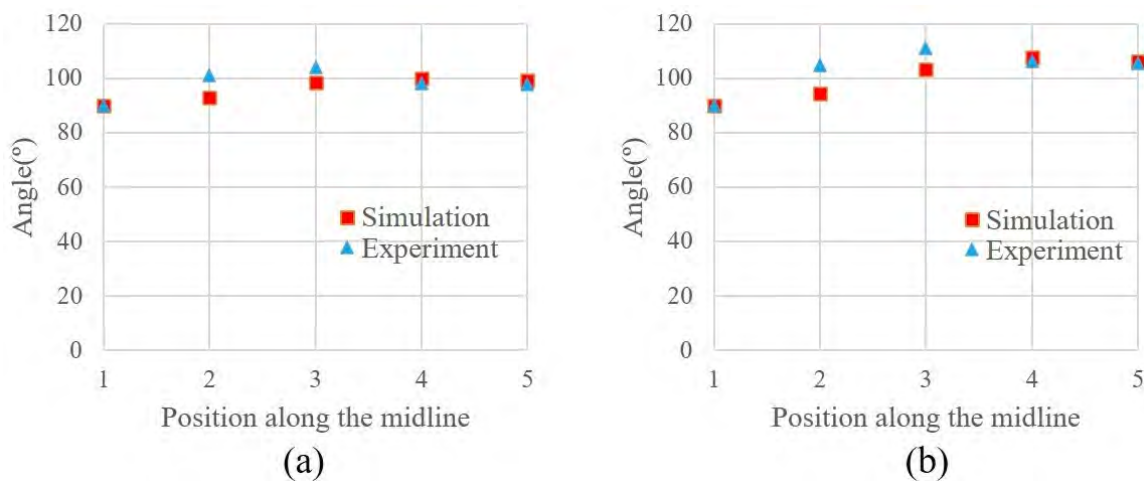 120
100
80
60
40
20
0
Angle(º)
Simulation
Experiment
1 2 3 4 5
Position along the midline
(a)
120
100
80
60
40
20
0
Angle(º)
Simulation
Experiment
1 2 3 4 5
Position along the midline
(b)